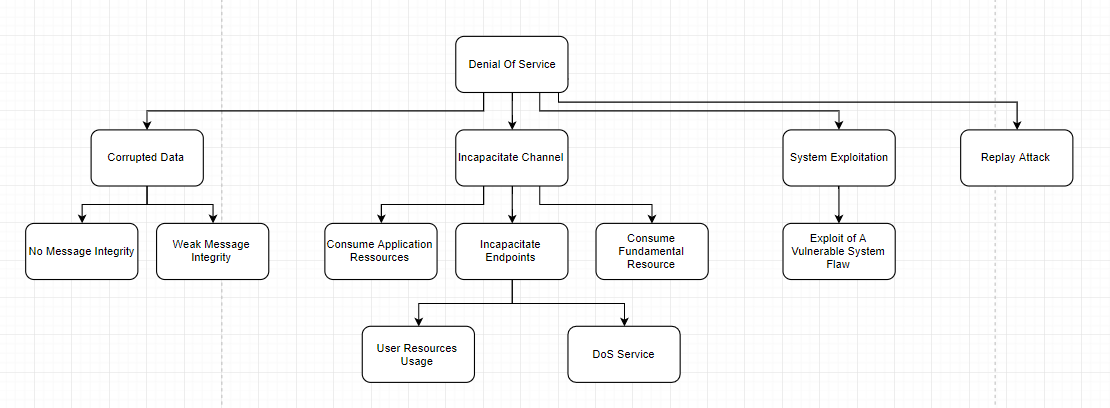 Denial Of Service
Corrupted Data
Incapacitate Channel
System Exploitation
Replay Attack
No Message Integrity
Weak Message
Integrity
Consume Application
Ressources
Incapacitate
Endpoints
Consume
Fundamental
Resource
Exploit of A
Vulnerable System
Flaw
User Resources
Usage
DoS Service